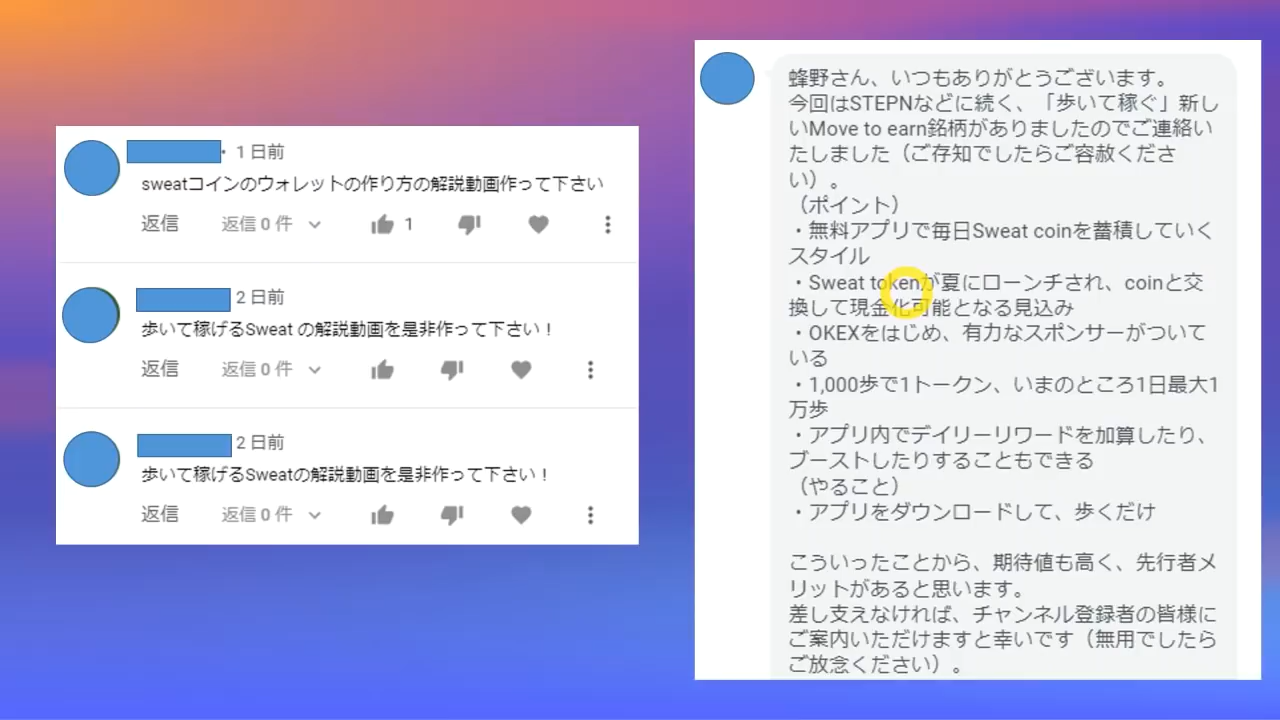 1 日前
sweatコインのウォレットの作り方の解説動画作って下さい
返信 返信 0 件 1
2 日前
歩いて稼げるSweat の解説動画を是非作って下さい！
返信 返信 0 件
2 日前
歩いて稼げるSweatの解説動画を是非作って下さい！
返信 返信 0 件
蜂野さん、いつもありがとうございます。
今回はSTEPNなどに続く、「歩いて稼ぐ」新し
いMove to earn銘柄がありましたのでご連絡い
たしました（ご存知でしたらご容赦くださ
い）。
（ポイント）
・無料アプリで毎日Sweat coinを蓄積していく
スタイル
・Sweat tokenが夏にローンチされ、coinと交
換して現金化可能となる見込み
・OKEXをはじめ、有力なスポンサーがついて
いる
・1,000歩で1トークン、いまのところ1日最大1
万歩
・アプリ内でデイリーリワードを加算したり、
ブーストしたりすることもできる
（やること）
・アプリをダウンロードして、歩くだけ
こういったことから、期待値も高く、先行者メ
リットがあると思います。
差し支えなければ、チャンネル登録者の皆様に
ご案内いただけますと幸いです（無用でしたら
ご放念ください）。